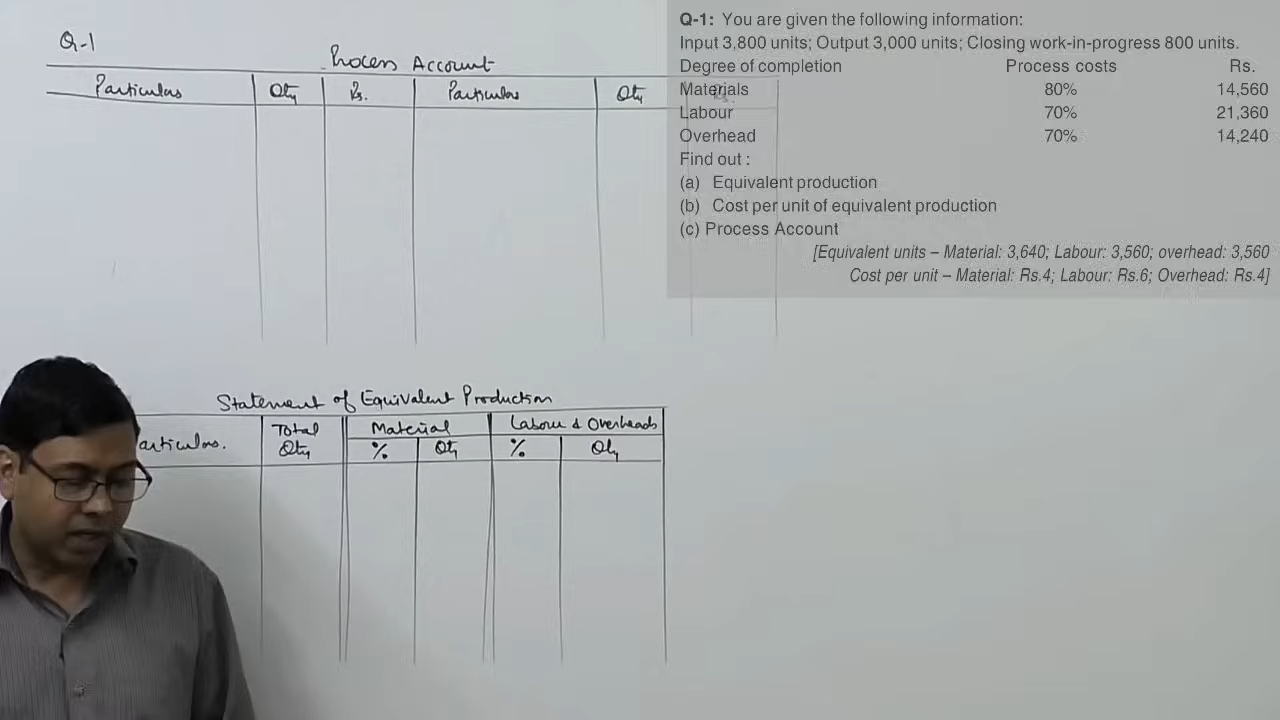 Q-1
Process Account
Particulars Qty Rs. Particulars Qty Rs.
Q-1: You are given the following information:
Input 3,800 units; Output 3,000 units; Closing work-in-progress 800 units.
Degree of completion Process costs Rs.
Materials 80% 14,560
Labour 70% 21,360
Overhead 70% 14,240
Find out :
(a) Equivalent production
(b) Cost per unit of equivalent production
(c) Process Account
[Equivalent units – Material: 3,640; Labour: 3,560; overhead: 3,560
Cost per unit – Material: Rs.4; Labour: Rs.6; Overhead: Rs.4]
Statement of Equivalent Production
articulars. Total Qty Material Labour & Overheads
% Qty % Qty